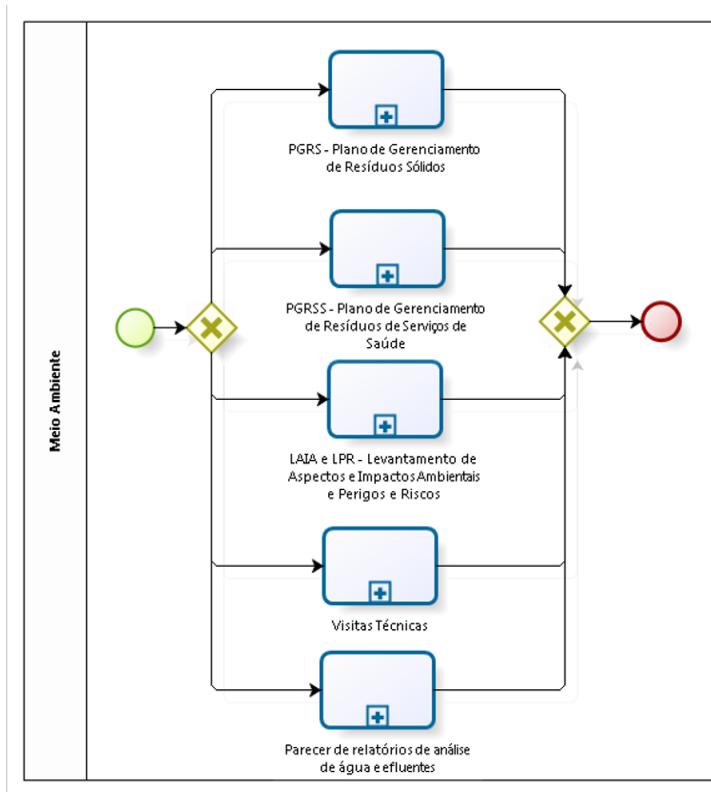 Meio Ambiente
PGRS - Plano de Gerenciamento
de Resíduos Sólidos
PGRSS - Plano de Gerenciamento
de Resíduos de Serviços de
Saúde
LAIA e LPR - Levantamento de
Aspectos e Impactos Ambientais
e Perigos e Riscos
Visitas Técnicas
Parecer de relatórios de análise
de água e efluentes